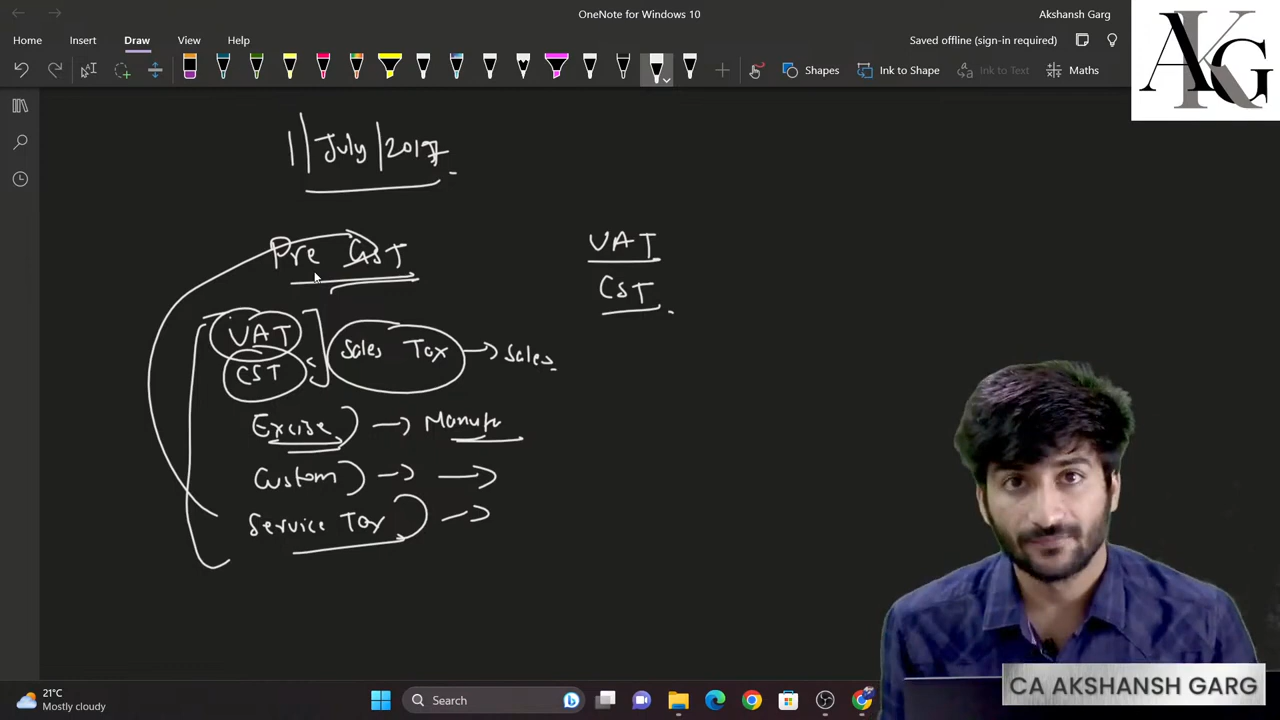 OneNote for Windows 10
Akshansh Garg
Home Insert Draw View Help
Saved offline (sign-in required)
Shapes Ink to Shape Ink to Text Maths
AKG
1/July/2017
Pre GST
VAT
CST
VAT
CST
Sales Tax → Sales
Excise → Manufe
Custom → →
Service Tax →
CA AKSHANSH GARG
21°C
Mostly cloudy
Search